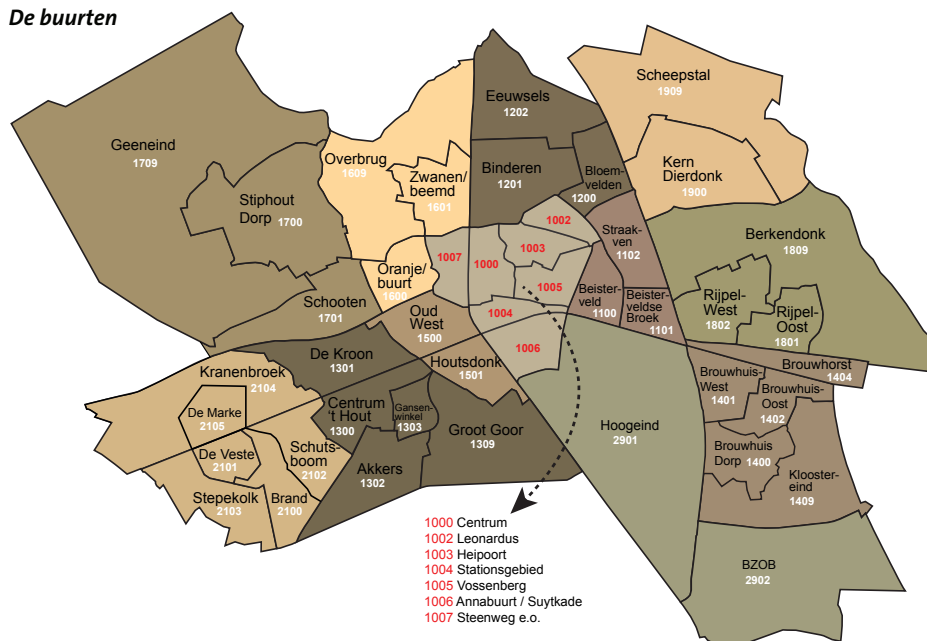 De buurten
Scheepstal
1909
Eeuwsels
1202
Geeneind
1709
Overbrug
1609
Zwanen/
beemd
1601
Binderen
1201
Bloem-
velden
1200
Kern
Dierdonk
1900
Stiphout
Dorp 1700
1002
Straak-
ven
1102
Berkendonk
1809
1007
1000
1003
Oranje/
buurt
1600
1005
Beister-
veld
1100
Beister-
veldse
Broek
1101
Rijpel-
West
1802
Rijpel-
Oost
1801
Schooten
1701
Oud
West
1500
1004
1006
De Kroon
1301
Houtsdonk
1501
Brouwhorst
1404
Kranenbroek
2104
Brouwhuis-
West
1401
Brouwhuis-
Oost
1402
De Marke
2105
Centrum
't Hout
1300
Gansen-
winkel
1303
Groot Goor
1309
Hoogeind
2901
De Veste
2101
Schuts-
boom
2102
Akkers
1302
Brouwhuis
Dorp 1400
Klooster-
eind
1409
Stepekolk
2103
Brand
2100
BZOB
2902
1000 Centrum
1002 Leonardus
1003 Heipoort
1004 Stationsgebied
1005 Vossenberg
1006 Annabuurt / Suytkade
1007 Steenweg e.o.